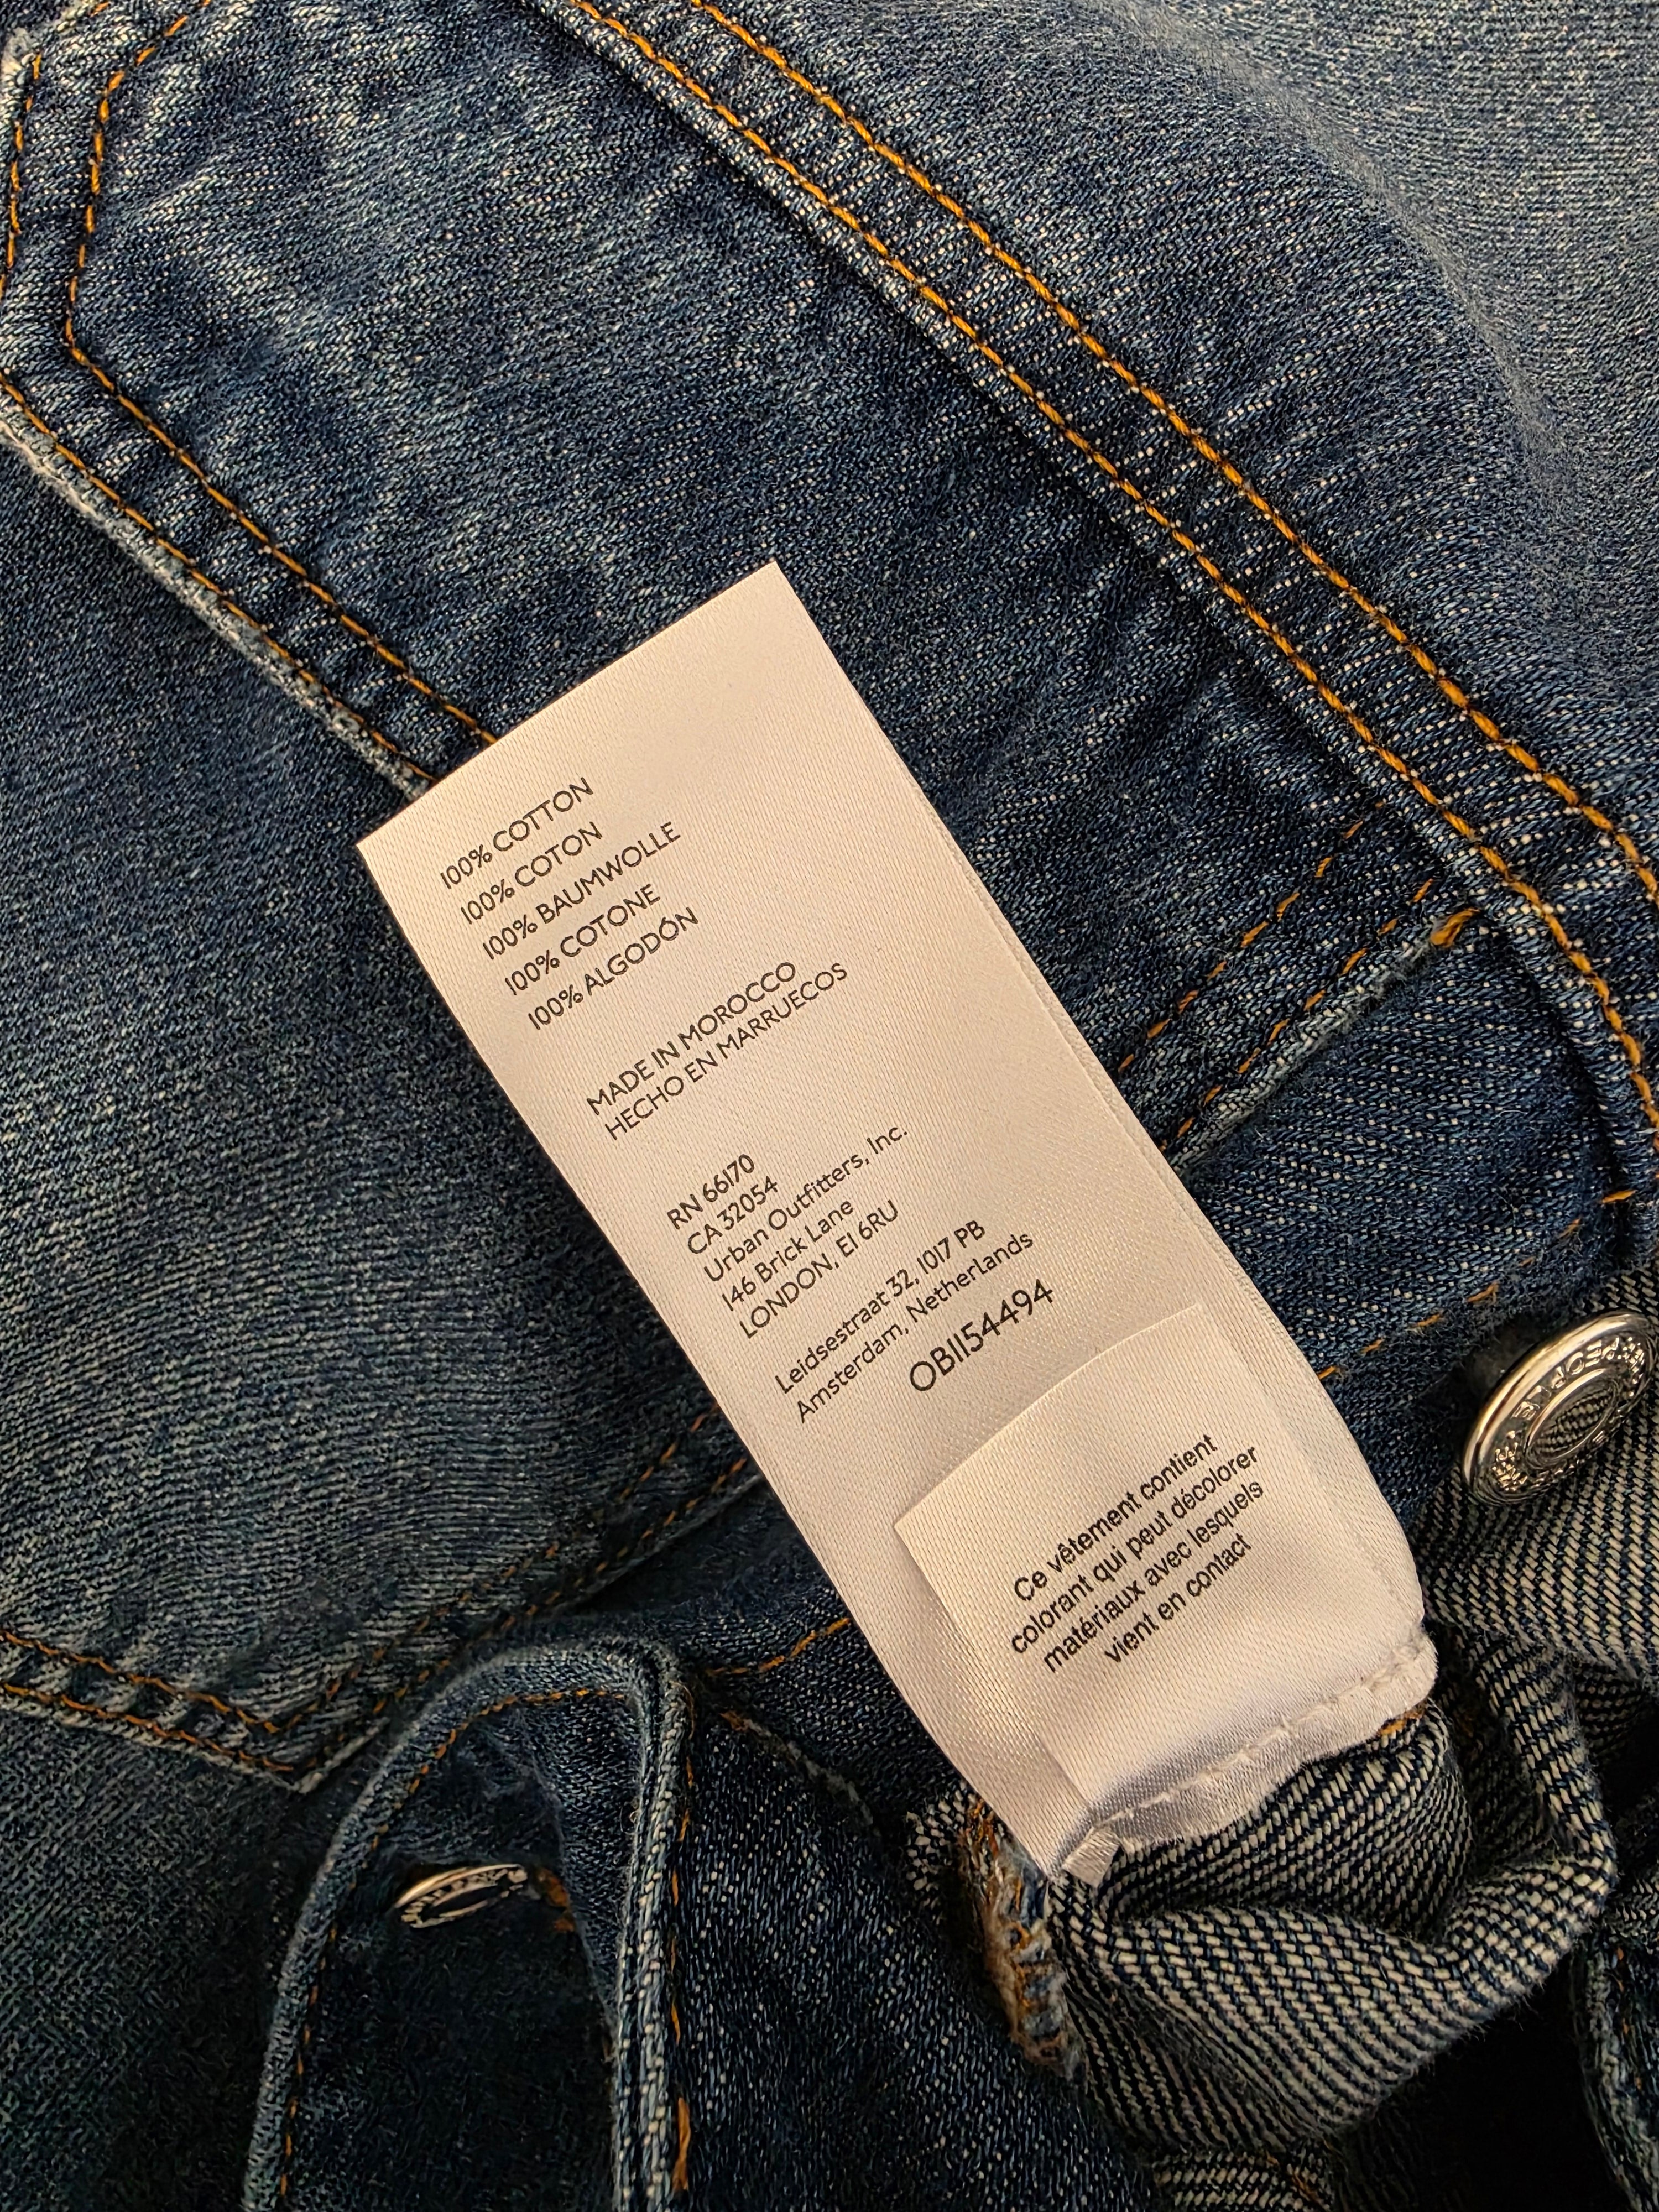 100% COTTON
100% COTON
100% BAUMWOLLE
100% COTONE
100% ALGODÓN
MADE IN MOROCCO
HECHO EN MARRUECOS
RN 66170
CA 32054
Urban Outfitters, Inc.
146 Brick Lane
LONDON, E1 6RU
Leidsestraat 32, 1017 PB
Amsterdam, Netherlands
OB1154494
Ce vêtement contient
colorant qui peut décolorer
matériaux avec lesquels
vient en contact